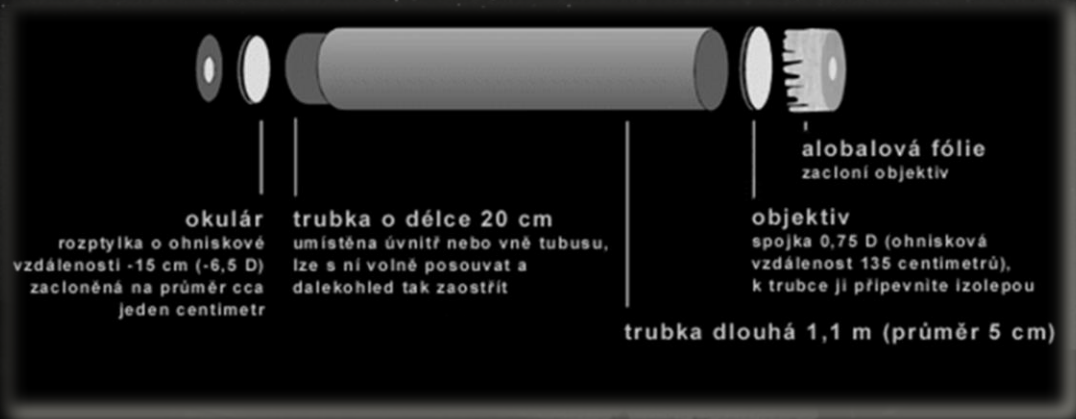 alobalová fólie
zacloní objektiv
okulár
rozptylka o ohniskové
vzdálenosti -15 cm (-6,5 D)
zacloněná na průměr cca
jeden centimetr
trubka o délce 20 cm
umístěna úvnitř nebo vně tubusu,
lze s ní volně posouvat a
dalekohled tak zaostřit
objektiv
spojka 0,75 D (ohnisková
vzdálenost 135 centimetrů),
k trubce ji připevníte izolepou
trubka dlouhá 1,1 m (průměr 5 cm)